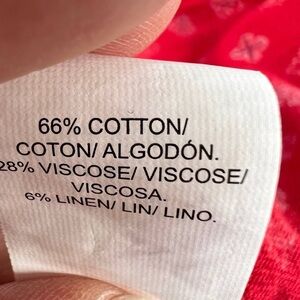 66% COTTON/
COTON/ ALGODÓN.
28% VISCOSE/ VISCOSE/
VISCOSA.
6% LINEN/ LIN/ LINO.